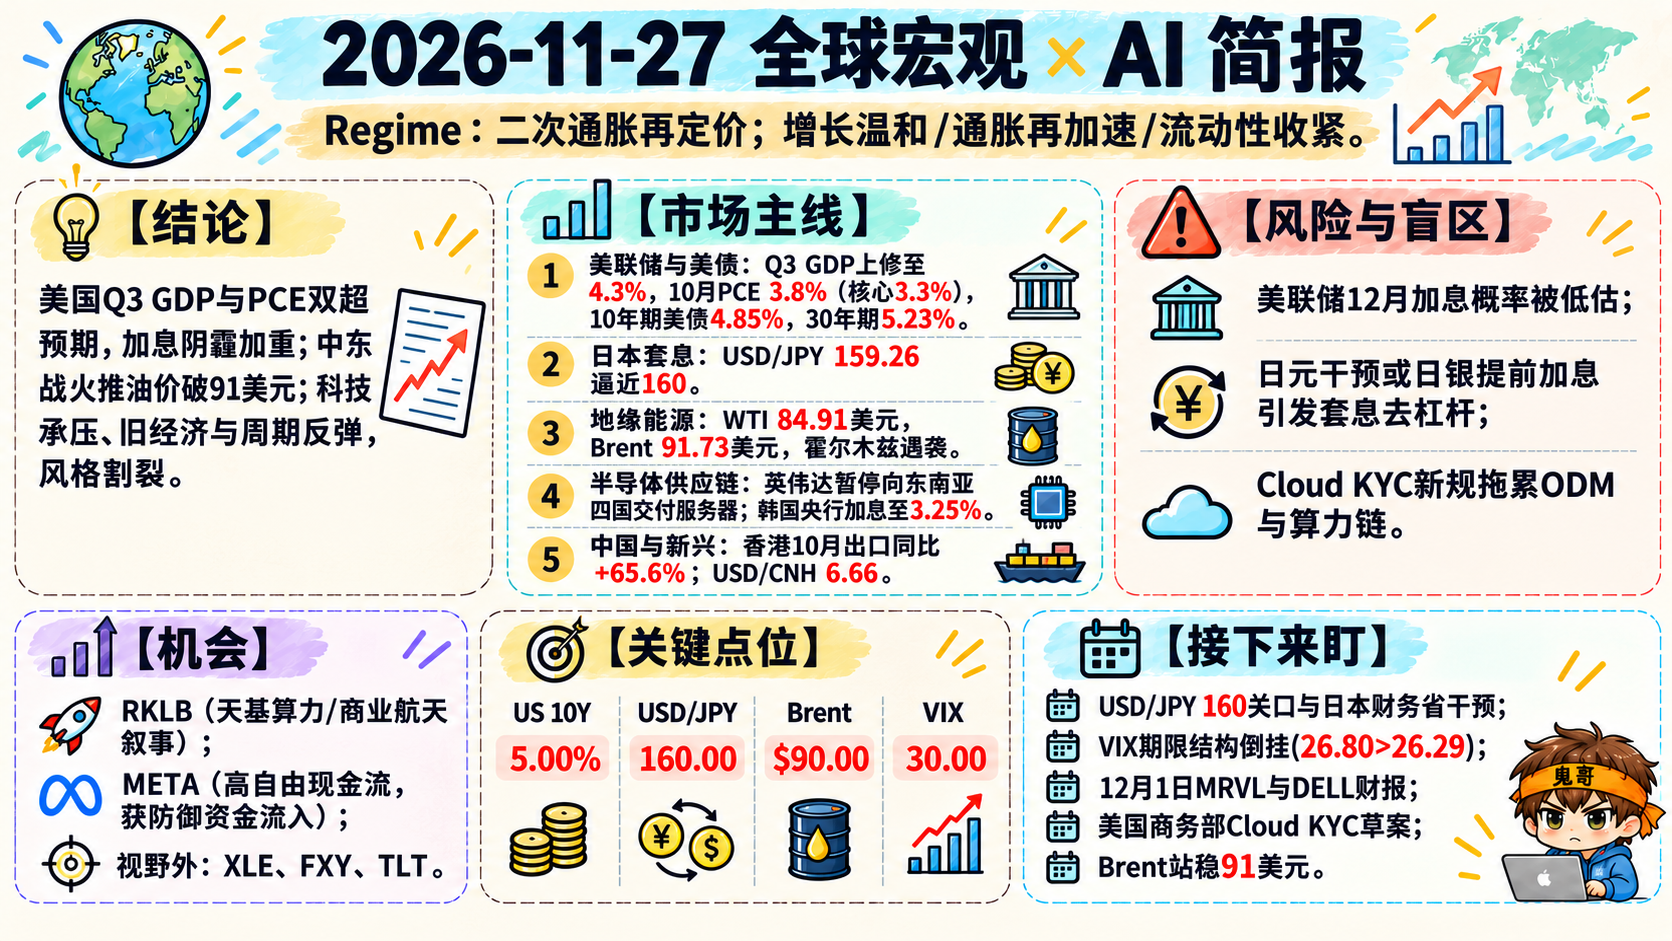 2026-11-27 全球宏观 × AI 简报
Regime：二次通胀再定价；增长温和/通胀再加速/流动性收紧。
【结论】
美国Q3 GDP与PCE双超
预期，加息阴霾加重；中东
战火推油价破91美元；科技
承压、旧经济与周期反弹，
风格割裂。
【市场主线】
1
美联储与美债：Q3 GDP上修至
4.3%，10月PCE 3.8%（核心3.3%），
10年期美债4.85%，30年期5.23%。
2
日本套息：USD/JPY 159.26
逼近160。
3
地缘能源：WTI 84.91美元，
Brent 91.73美元，霍尔木兹遇袭。
4
半导体供应链：英伟达暂停向东南亚
四国交付服务器；韩国央行加息至3.25%。
5
中国与新兴：香港10月出口同比
+65.6%；USD/CNH 6.66。
【风险与盲区】
美联储12月加息概率被低估；
¥
日元干预或日银提前加息
引发套息去杠杆；
Cloud KYC新规拖累ODM
与算力链。
【机会】
RKLB（天基算力/商业航天
叙事）；
META（高自由现金流，
获防御资金流入）；
视野外：XLE、FXY、TLT。
【关键点位】
US 10Y
5.00%
USD/JPY
160.00
¥ $
Brent
$90.00
VIX
30.00
【接下来盯】
USD/JPY 160关口与日本财务省干预；
VIX期限结构倒挂(26.80>26.29)；
12月1日MRVL与DELL财报；
美国商务部Cloud KYC草案；
Brent站稳91美元。
鬼哥